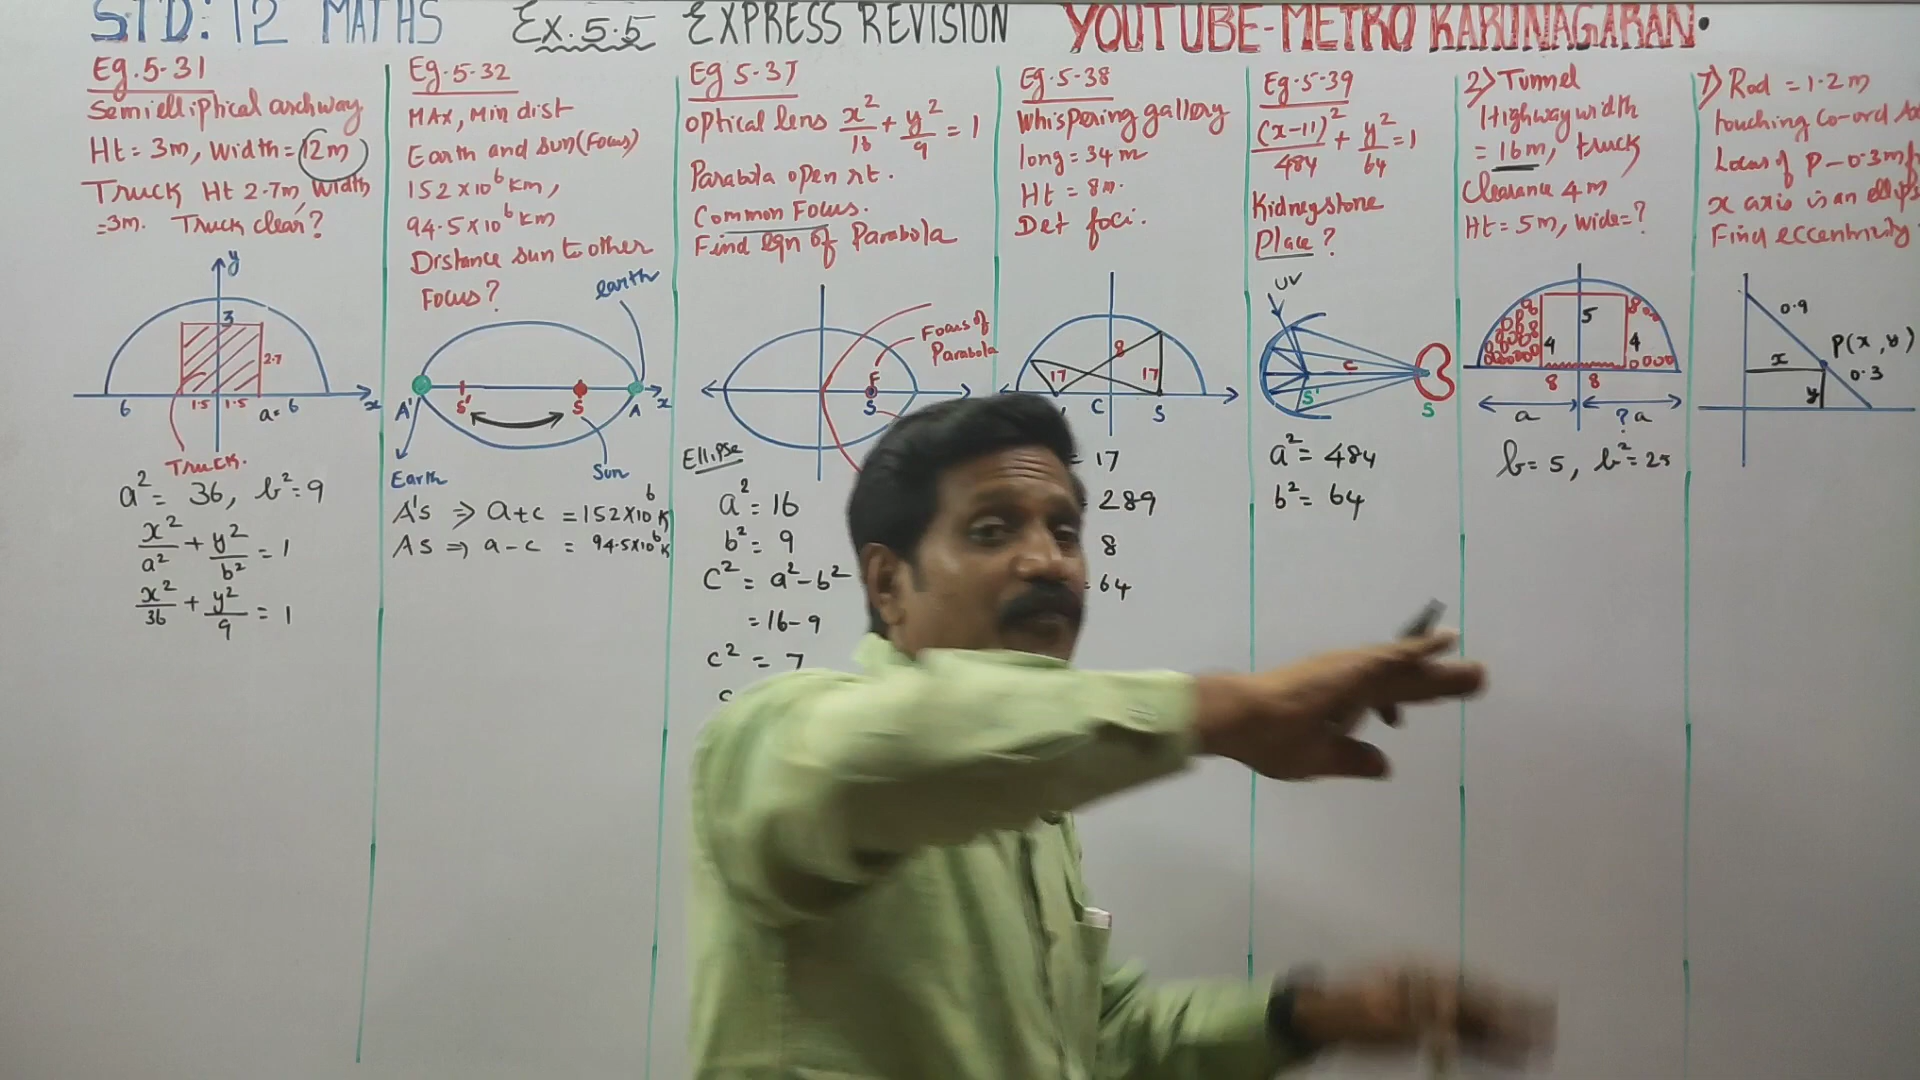 STD: 12 MATHS Ex. 5.5 EXPRESS REVISION YOUTUBE-METRO KARUNAGARAN.
Eg. 5-31
Semi elliptical archway
Ht = 3m, Width = 12m
Truck Ht 2.7m, Width
=3m. Truck clear?
y
3
2.7
6 1.5 1.5 a = 6 x
Truck.
a² = 36, b² = 9
x²/a² + y²/b² = 1
x²/36 + y²/9 = 1
Eg. 5-32
MAX, Min dist
Earth and sun (Focus)
152 x 10⁶ km,
94.5 x 10⁶ km
Distance sun to other
Focus?
earth
A' S' S A x
Earth Sun
A's ⇒ a+c = 152x10⁶ K
As ⇒ a-c = 94.5x10⁶ K
Eg 5-37
Optical lens x²/16 + y²/9 = 1
Parabola open rt.
Common Focus.
Find eqn of Parabola
Focus of
Parabola
F
S
Ellipse
a² = 16
b² = 9
c² = a² - b²
= 16 - 9
c² = 7
c
Eg. 5-38
Whispering gallery
long = 34 m
Ht = 8m.
Det foci.
8
17 17
C S
= 17
= 289
8
= 64
Eg. 5-39
(x-11)²/484 + y²/64 = 1
Kidney stone
Place?
UV
C
S' S
a² = 484
b² = 64
2) Tunnel
Highway width
= 16m, truck
Clearance 4 m
Ht = 5m, wide = ?
5
4 4
8 8
a ? a
b = 5, b² = 25
7) Rod = 1.2 m
touching Co-ord
Locus of P - 0.3m
x axis is an ellips
Find eccentricity
0.9
P(x, y)
x
0.3
y